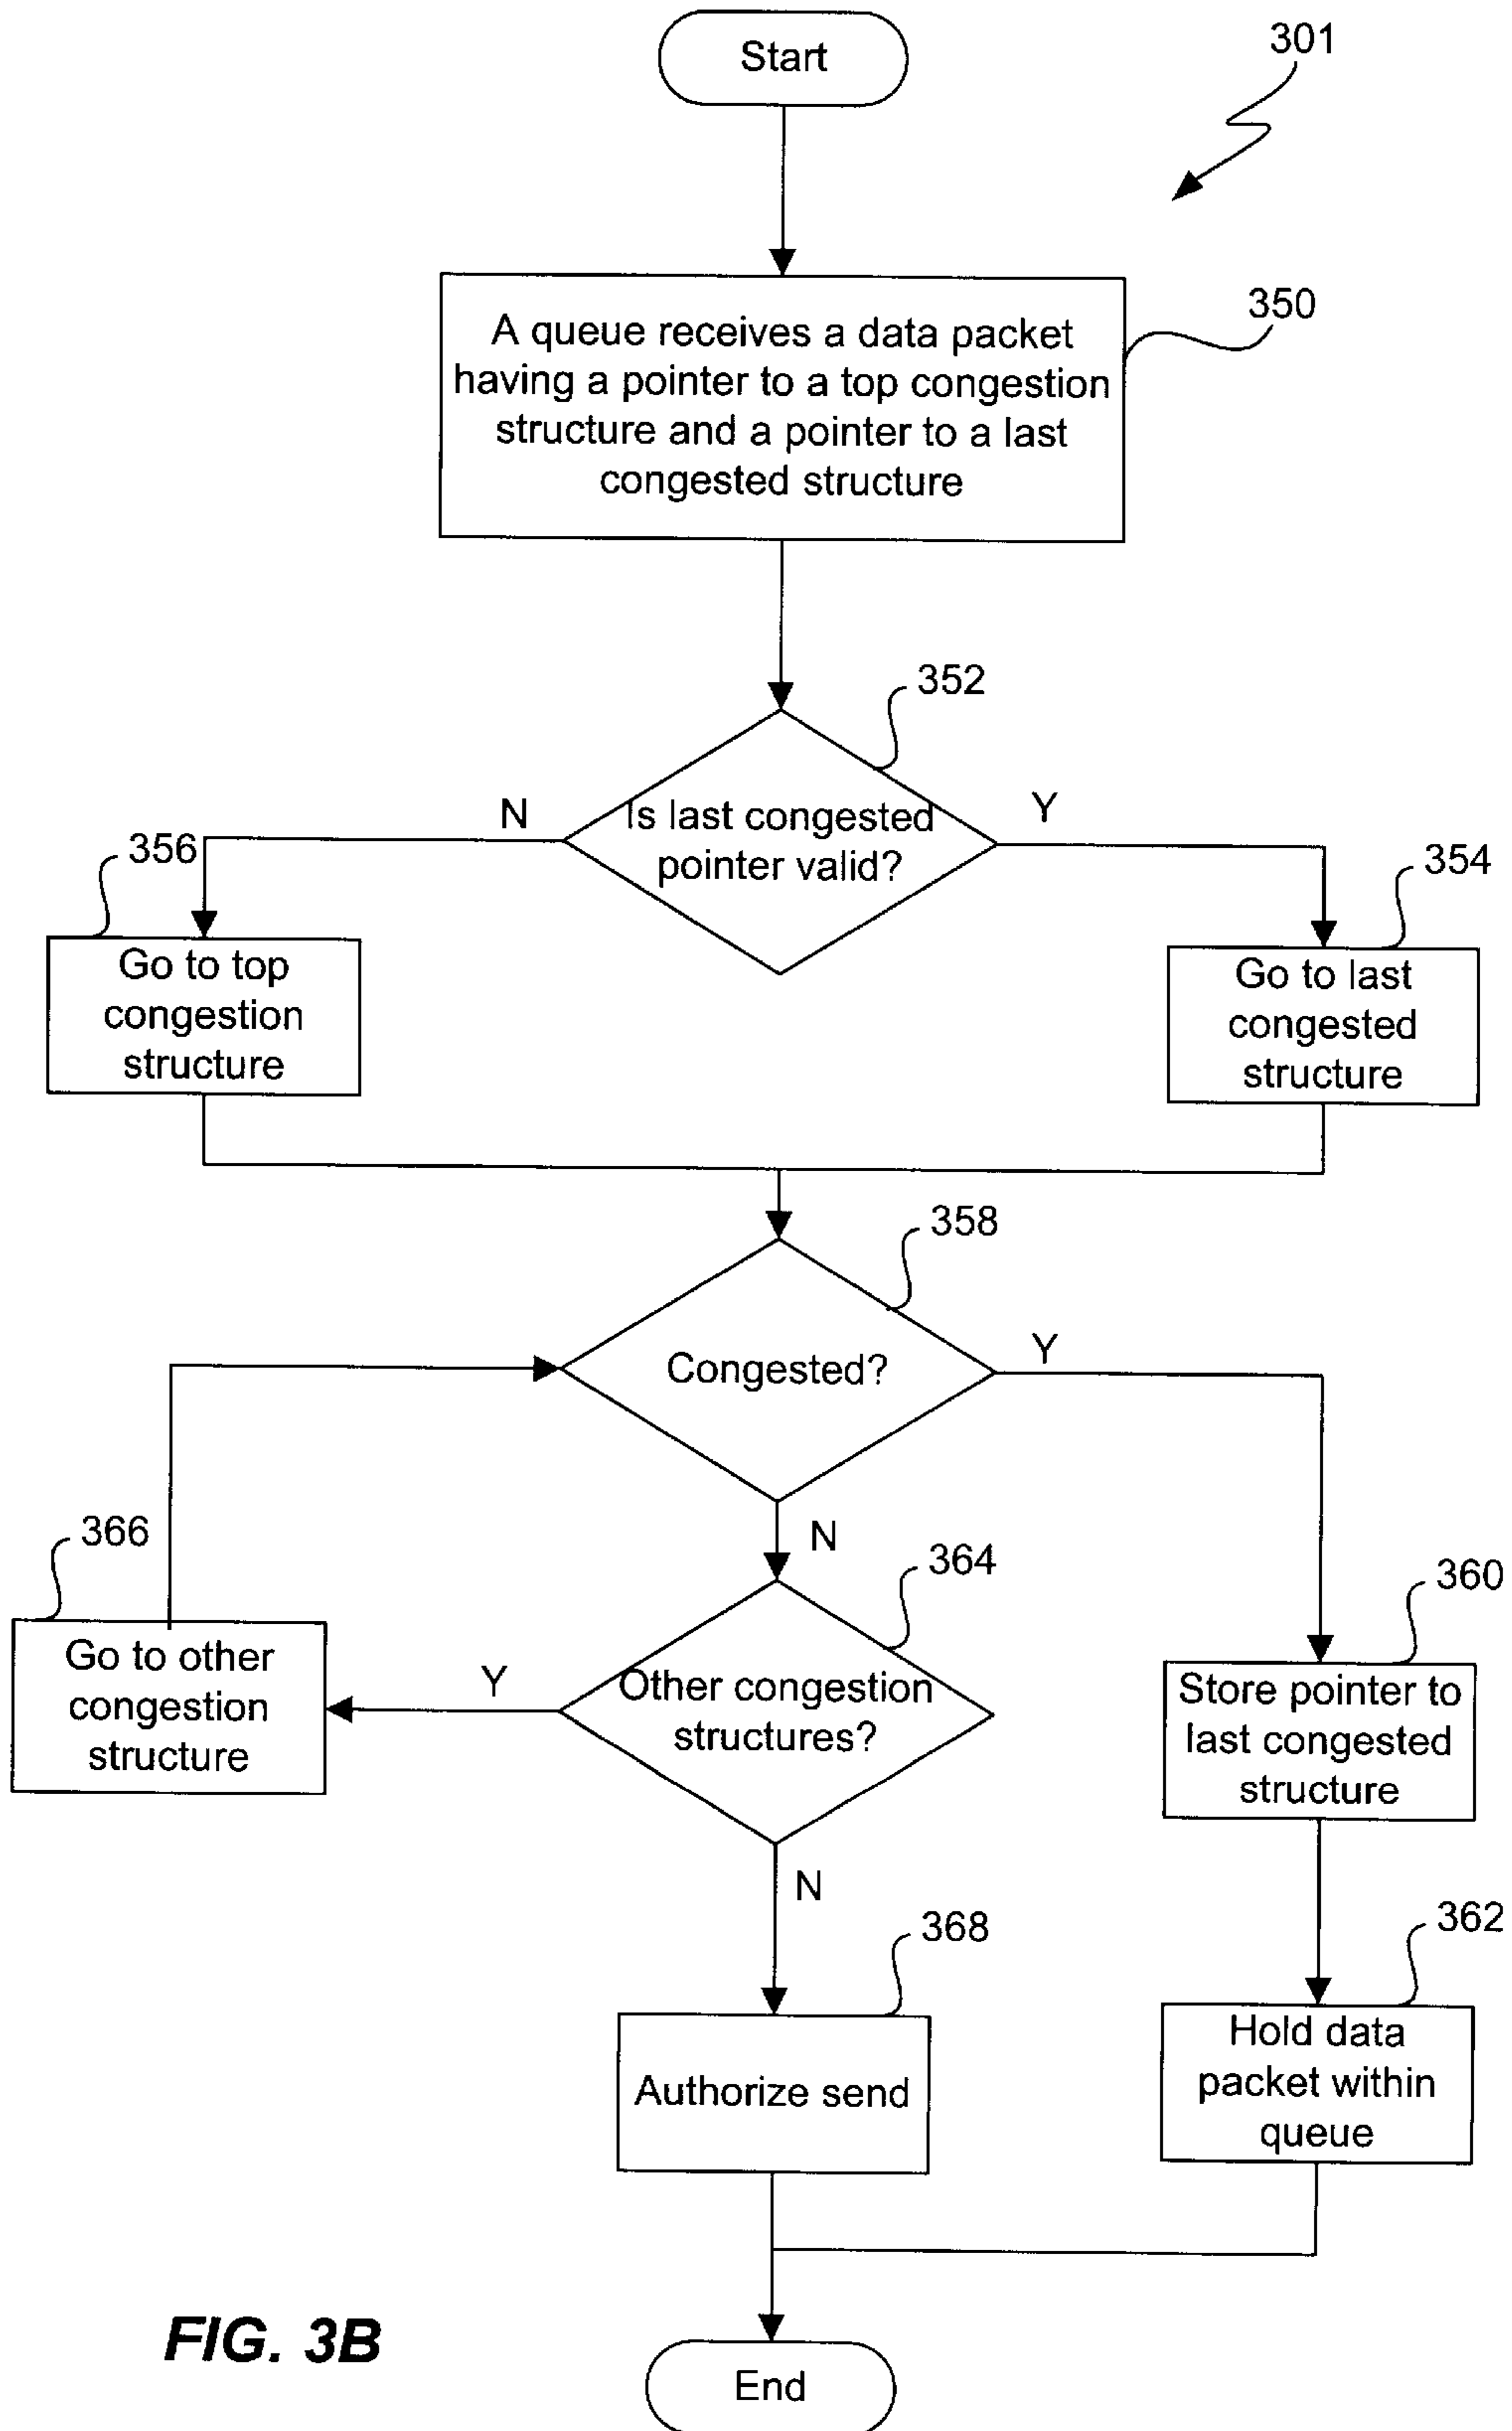 Start
301
A queue receives a data packet
having a pointer to a top congestion
structure and a pointer to a last
congested structure
350
352
Is last congested
pointer valid?
N
Y
356
354
Go to top
congestion
structure
Go to last
congested
structure
358
Congested?
Y
N
366
364
360
Go to other
congestion
structure
Y
Other congestion
structures?
Store pointer to
last congested
structure
N
368
362
Authorize send
Hold data
packet within
queue
FIG. 3B
End